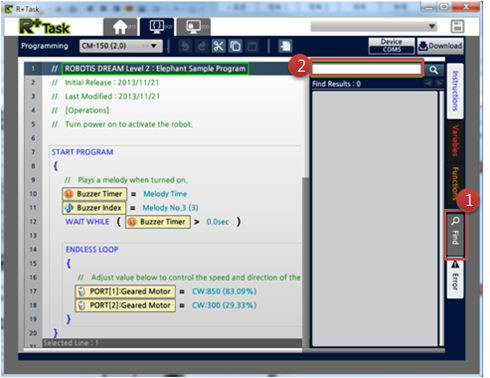 R+Task
R+Task
Programming
CM-150 (2,0)
Device
COM5
Download
1 // ROBOTIS DREAM Level 2 : Elephant Sample Program
2 // Initial Release : 2013/11/21
3 // Last Modified : 2013/11/21
4 // [Operations]
5 // Turn power on to activate the robot.
6
7 START PROGRAM
8 {
9 // Plays a melody when turned on.
10 Buzzer Timer = Melody Time
11 Buzzer Index = Melody No.3 (3)
12 WAIT WHILE ( Buzzer Timer > 0.0sec )
13
14 ENDLESS LOOP
15 {
16 // Adjust value below to control the speed and direction of the
17 PORT[1]:Geared Motor = CW:850 (83.09%)
18 PORT[2]:Geared Motor = CW:300 (29.33%)
19 }
20 }
21
Selected Line : 1
2
Find Results : 0
Instructions
Variables
Functions
1
Find
Error